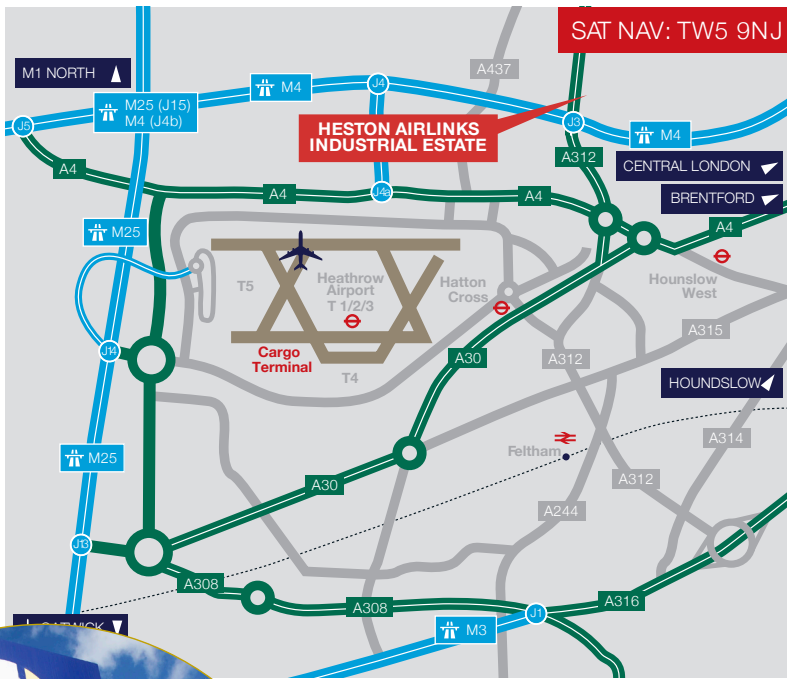 SAT NAV: TW5 9NJ
M1 NORTH
A437
M4
J4
M25 (J15)
M4 (J4b)
J5
J3
HESTON AIRLINKS
INDUSTRIAL ESTATE
M4
A312
CENTRAL LONDON
A4
A4
J4a
A4
BRENTFORD
A4
M25
T5
Heathrow
Airport
T 1/2/3
Hatton
Cross
Hounslow
West
A315
Cargo
Terminal
T4
J14
A30
A312
HOUNDSLOW
A314
M25
Feltham
A30
A312
A244
J13
A308
A308
J1
A316
M3